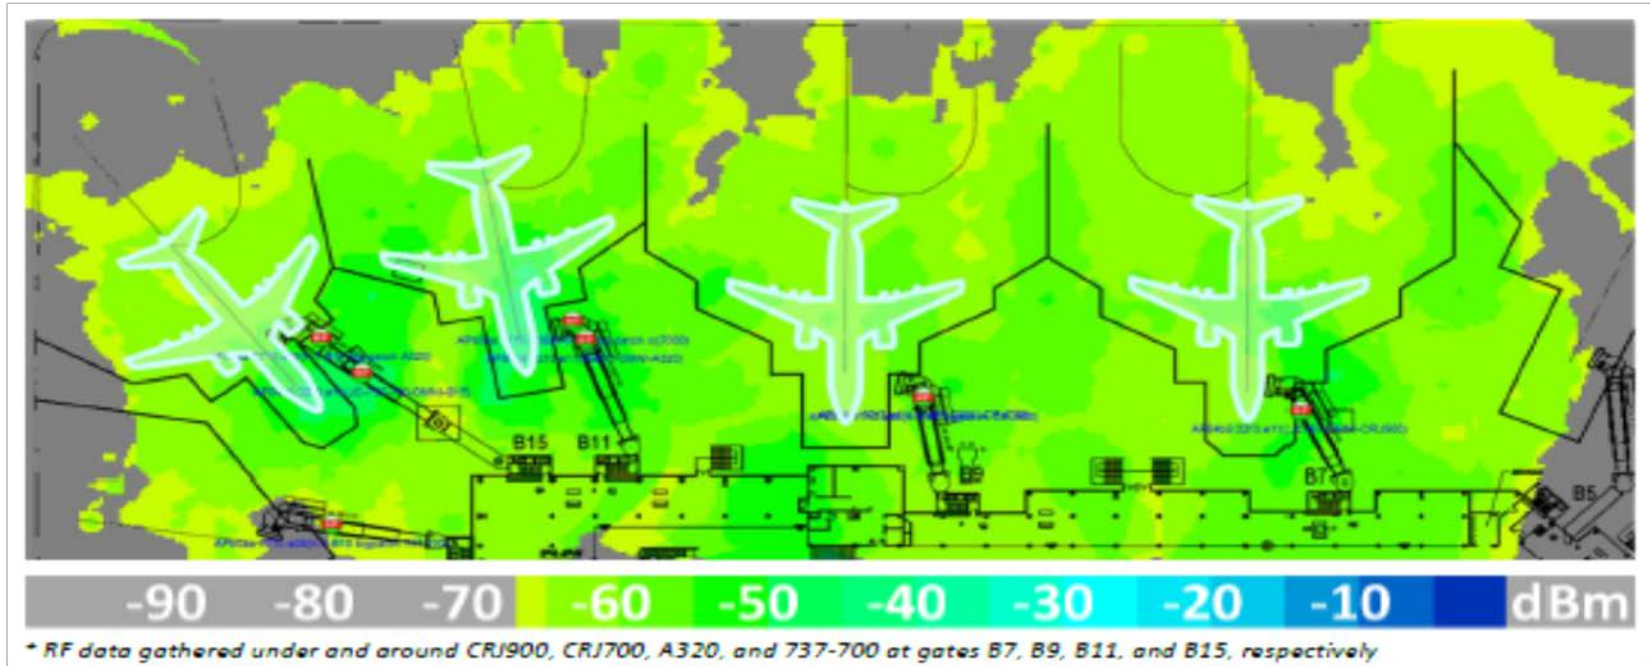 B15
B11
B9
B7
B5
-90 -80 -70 -60 -50 -40 -30 -20 -10 dBm
* RF data gathered under and around CRJ900, CRJ700, A320, and 737-700 at gates B7, B9, B11, and B15, respectively